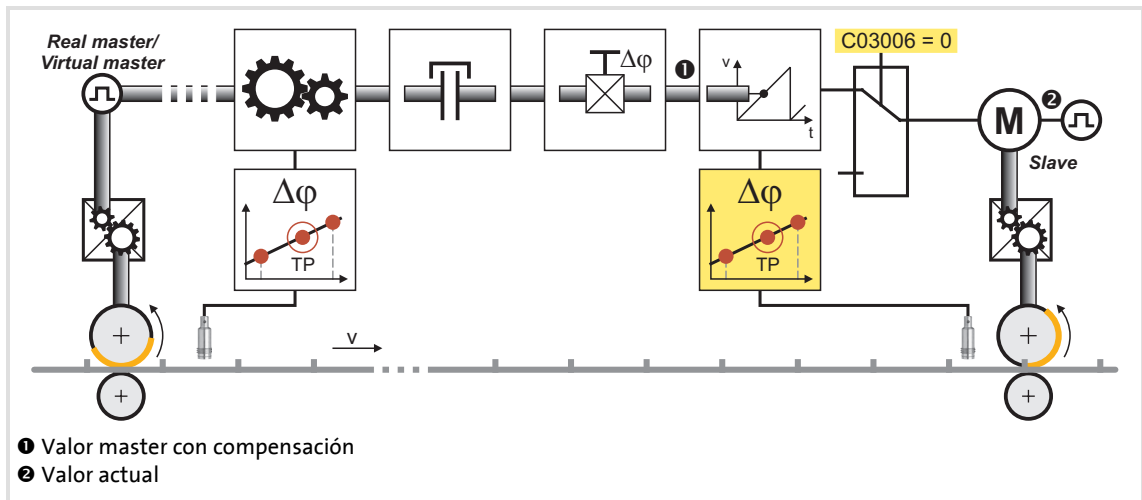 Real master/
Virtual master
Δφ
❶
v
t
C03006 = 0
M
❷
Slave
Δφ
TP
Δφ
TP
v
❶ Valor master con compensación
❷ Valor actual